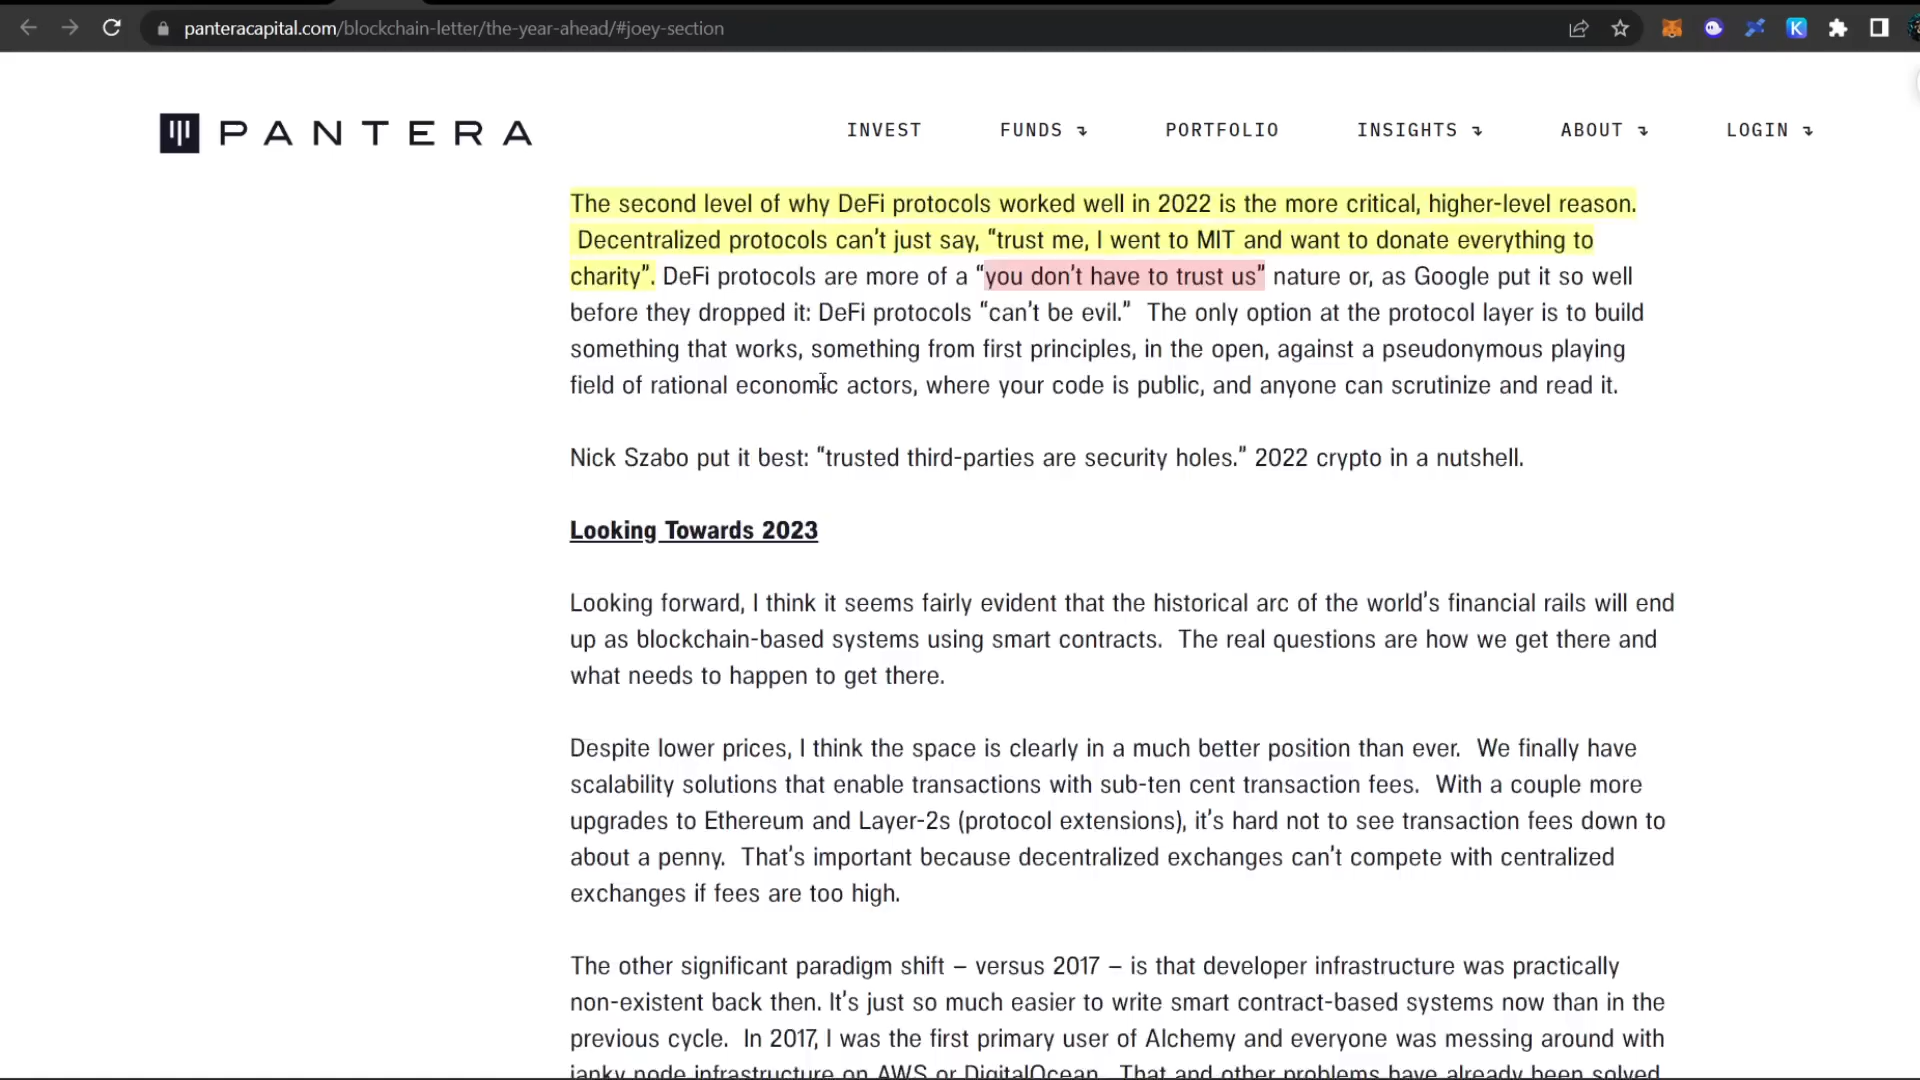 panteracapital.com/blockchain-letter/the-year-ahead/#joey-section
K
PANTERA
INVEST
FUNDS
PORTFOLIO
INSIGHTS
ABOUT
LOGIN
The second level of why DeFi protocols worked well in 2022 is the more critical, higher-level reason.
Decentralized protocols can't just say, “trust me, I went to MIT and want to donate everything to
charity”. DeFi protocols are more of a “you don't have to trust us” nature or, as Google put it so well
before they dropped it: DeFi protocols “can't be evil.” The only option at the protocol layer is to build
something that works, something from first principles, in the open, against a pseudonymous playing
field of rational economic actors, where your code is public, and anyone can scrutinize and read it.
Nick Szabo put it best: “trusted third-parties are security holes.” 2022 crypto in a nutshell.
Looking Towards 2023
Looking forward, I think it seems fairly evident that the historical arc of the world's financial rails will end
up as blockchain-based systems using smart contracts. The real questions are how we get there and
what needs to happen to get there.
Despite lower prices, I think the space is clearly in a much better position than ever. We finally have
scalability solutions that enable transactions with sub-ten cent transaction fees. With a couple more
upgrades to Ethereum and Layer-2s (protocol extensions), it's hard not to see transaction fees down to
about a penny. That's important because decentralized exchanges can't compete with centralized
exchanges if fees are too high.
The other significant paradigm shift – versus 2017 – is that developer infrastructure was practically
non-existent back then. It's just so much easier to write smart contract-based systems now than in the
previous cycle. In 2017, I was the first primary user of Alchemy and everyone was messing around with
janky node infrastructure on AWS or DigitalOcean. That and other problems have already been solved